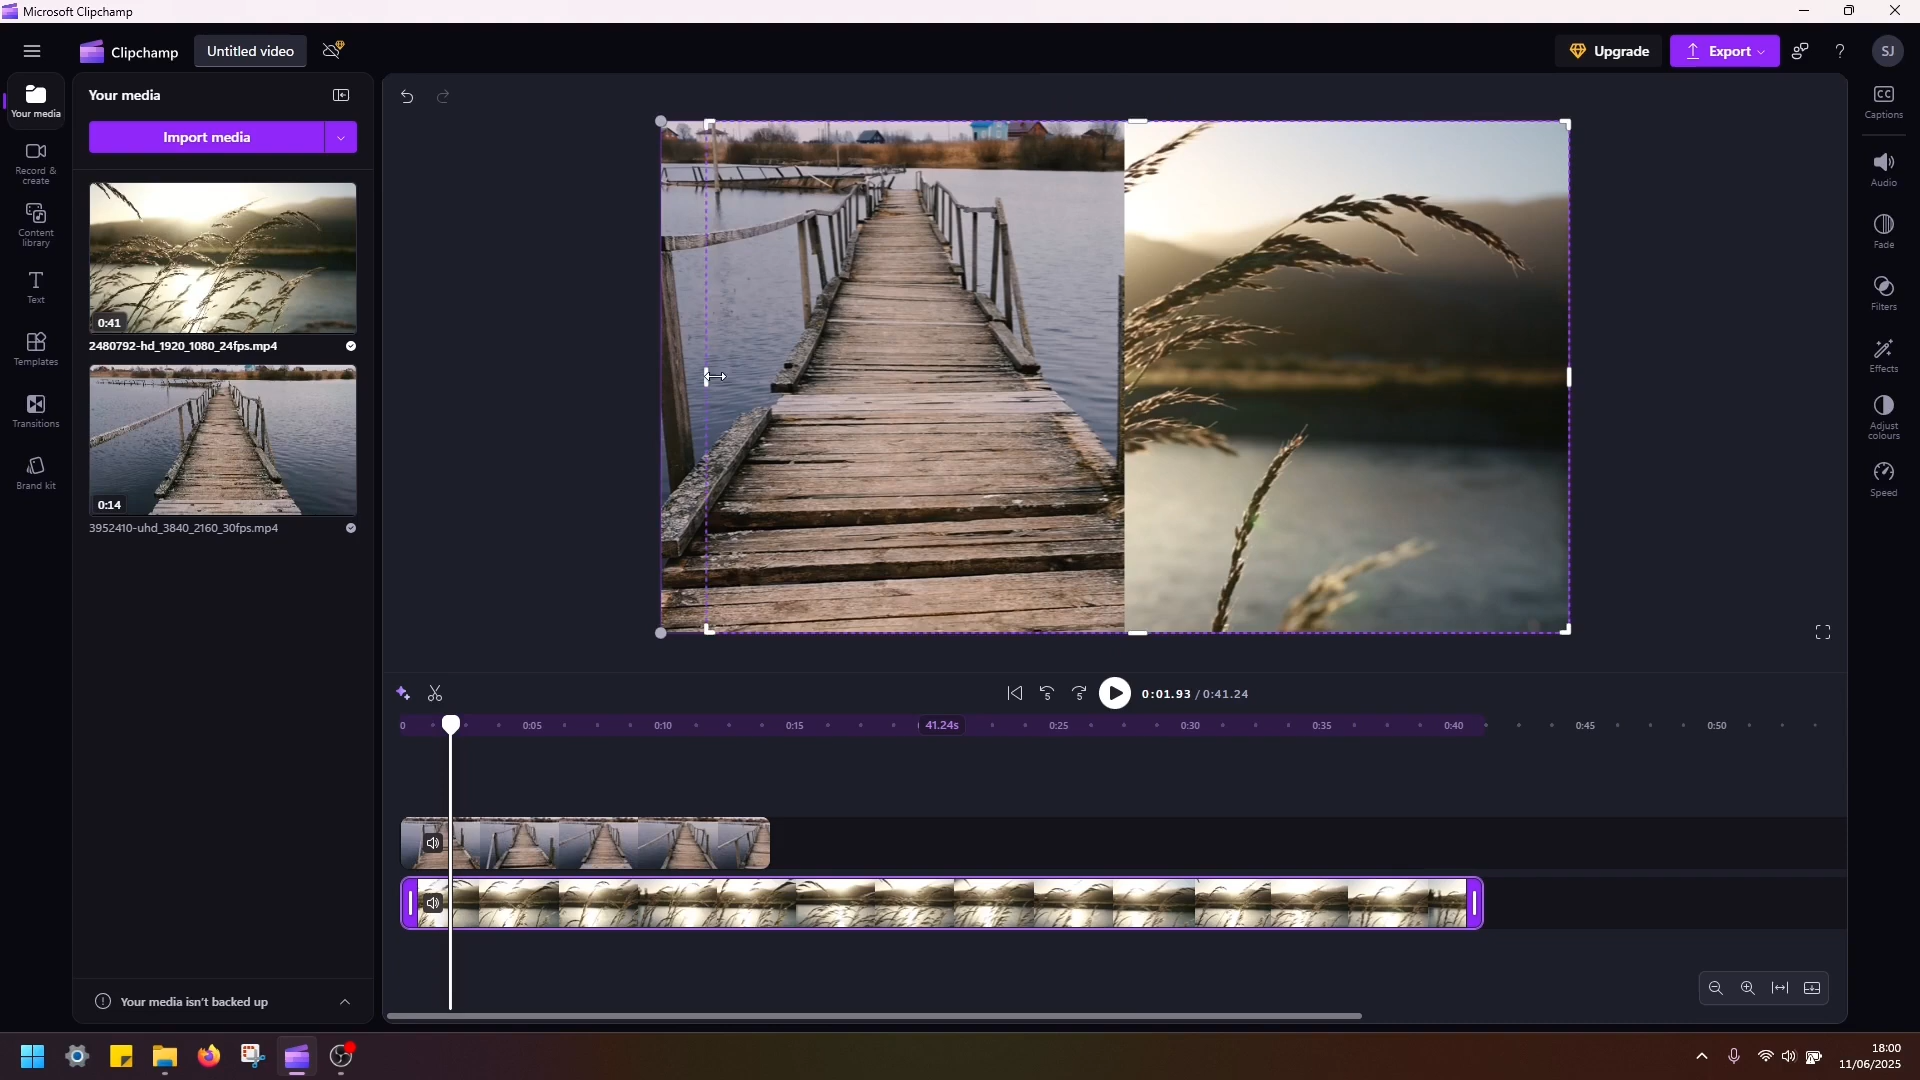 Microsoft Clipchamp
Clipchamp
Untitled video
Upgrade
Export
SJ
Your media
Record &
create
Content
library
Text
Templates
Transitions
Brand kit
Your media
Import media
0:41
2480792-hd_1920_1080_24fps.mp4
0:14
3952410-uhd_3840_2160_30fps.mp4
Your media isn't backed up
CC
Captions
Audio
Fade
Filters
Effects
Adjust
colours
Speed
5
5
0:01.93 / 0:41.24
0
0:05
0:10
0:15
41.24s
0:25
0:30
0:35
0:40
0:45
0:50
18:00
11/06/2025